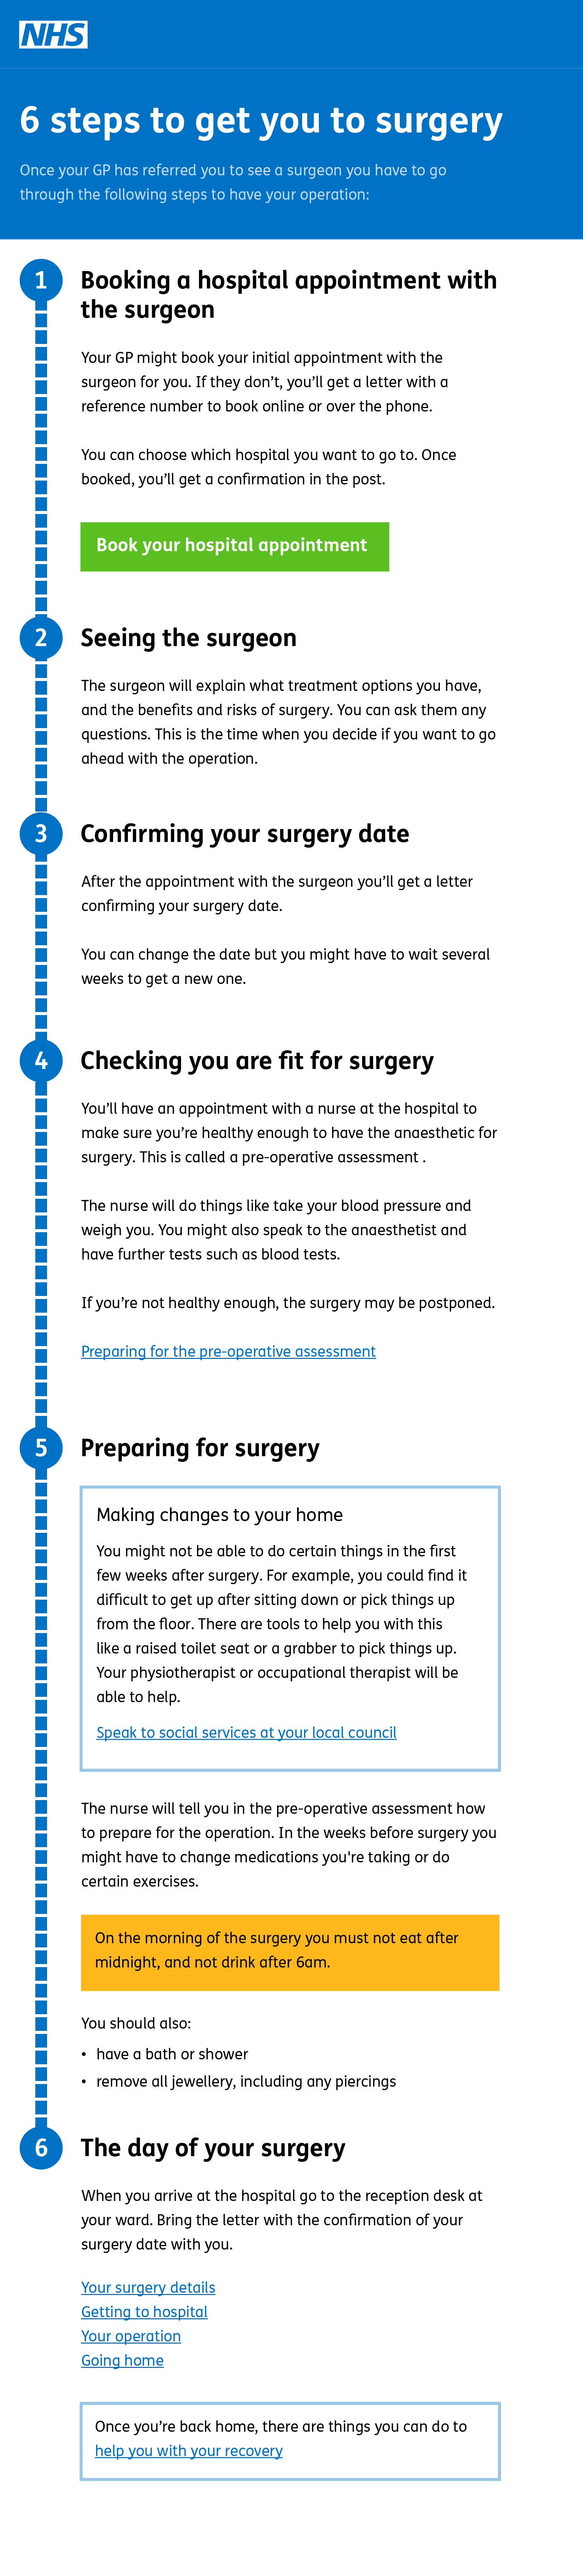 NHS
6 steps to get you to surgery
Once your GP has referred you to see a surgeon you have to go
through the following steps to have your operation:
1
Booking a hospital appointment with
the surgeon
Your GP might book your initial appointment with the
surgeon for you. If they don’t, you’ll get a letter with a
reference number to book online or over the phone.
You can choose which hospital you want to go to. Once
booked, you’ll get a confirmation in the post.
Book your hospital appointment
2
Seeing the surgeon
The surgeon will explain what treatment options you have,
and the benefits and risks of surgery. You can ask them any
questions. This is the time when you decide if you want to go
ahead with the operation.
3
Confirming your surgery date
After the appointment with the surgeon you’ll get a letter
confirming your surgery date.
You can change the date but you might have to wait several
weeks to get a new one.
4
Checking you are fit for surgery
You’ll have an appointment with a nurse at the hospital to
make sure you’re healthy enough to have the anaesthetic for
surgery. This is called a pre-operative assessment .
The nurse will do things like take your blood pressure and
weigh you. You might also speak to the anaesthetist and
have further tests such as blood tests.
If you’re not healthy enough, the surgery may be postponed.
Preparing for the pre-operative assessment
5
Preparing for surgery
Making changes to your home
You might not be able to do certain things in the first
few weeks after surgery. For example, you could find it
difficult to get up after sitting down or pick things up
from the floor. There are tools to help you with this
like a raised toilet seat or a grabber to pick things up.
Your physiotherapist or occupational therapist will be
able to help.
Speak to social services at your local council
The nurse will tell you in the pre-operative assessment how
to prepare for the operation. In the weeks before surgery you
might have to change medications you're taking or do
certain exercises.
On the morning of the surgery you must not eat after
midnight, and not drink after 6am.
You should also:
• have a bath or shower
• remove all jewellery, including any piercings
6
The day of your surgery
When you arrive at the hospital go to the reception desk at
your ward. Bring the letter with the confirmation of your
surgery date with you.
Your surgery details
Getting to hospital
Your operation
Going home
Once you’re back home, there are things you can do to
help you with your recovery